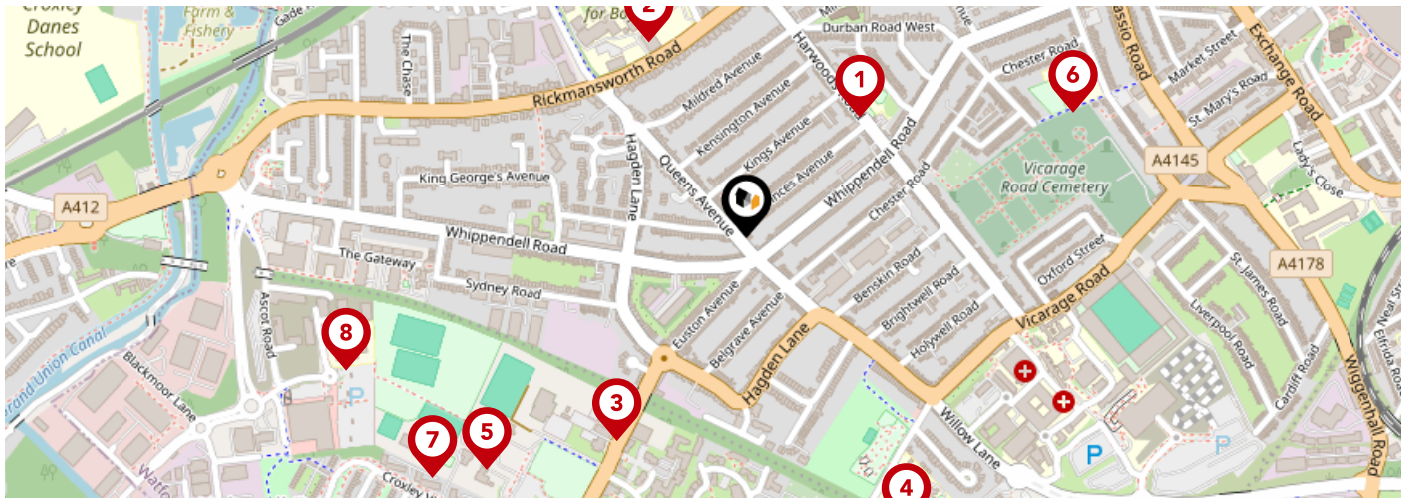 Croxley
Danes
School
Farm &
Fishery
for Bo
2
Durban Road West
Harwoods Road
Chester Road
Market Street
Exchange Road
The Chase
Rickmansworth Road
Mildred Avenue
1
6
St. Mary's Road
Kensington Avenue
Kings Avenue
Hagden Lane
Queens Avenue
Whippendell Road
Vicarage
Road Cemetery
A4145
Lady's Close
King George's Avenue
Chester Road
A412
Whippendell Road
The Gateway
Sydney Road
Benskin Road
Oxford Street
St. James Road
A4178
Ascot Road
Euston Avenue
Belgrave Avenue
Brightwell Road
Holywell Road
Vicarage Road
Liverpool Road
Grand Union Canal
8
Blackmoor Lane
P
Hagden Lane
Cardiff Road
Wiggenhall Road
3
7
5
Willow Lane
P
P
4